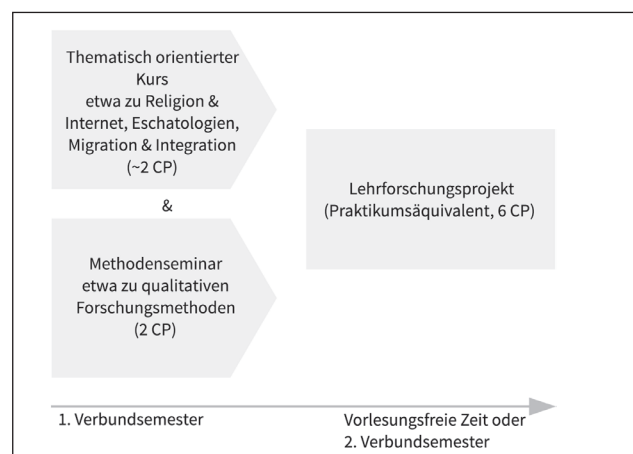 Thematisch orientierter
Kurs
etwa zu Religion &
Internet, Eschatologien,
Migration & Integration
(~2 CP)
&
Methodenseminar
etwa zu qualitativen
Forschungsmethoden
(2 CP)
Lehrforschungsprojekt
(Praktikumsäquivalent, 6 CP)
1. Verbundsemester
Vorlesungsfreie Zeit oder
2. Verbundsemester